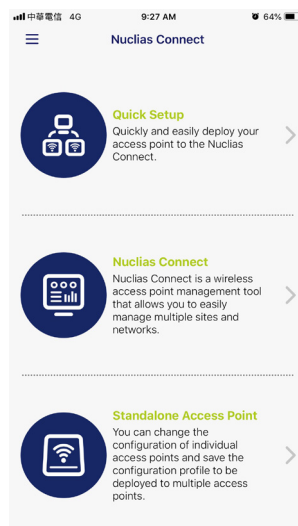 中華電信 4G 9:27 AM 64%
Nuclias Connect
Quick Setup
Quickly and easily deploy your
access point to the Nuclias
Connect.
Nuclias Connect
Nuclias Connect is a wireless
access point management tool
that allows you to easily
manage multiple sites and
networks.
Standalone Access Point
You can change the
configuration of individual
access points and save the
configuration profile to be
deployed to multiple access
points.